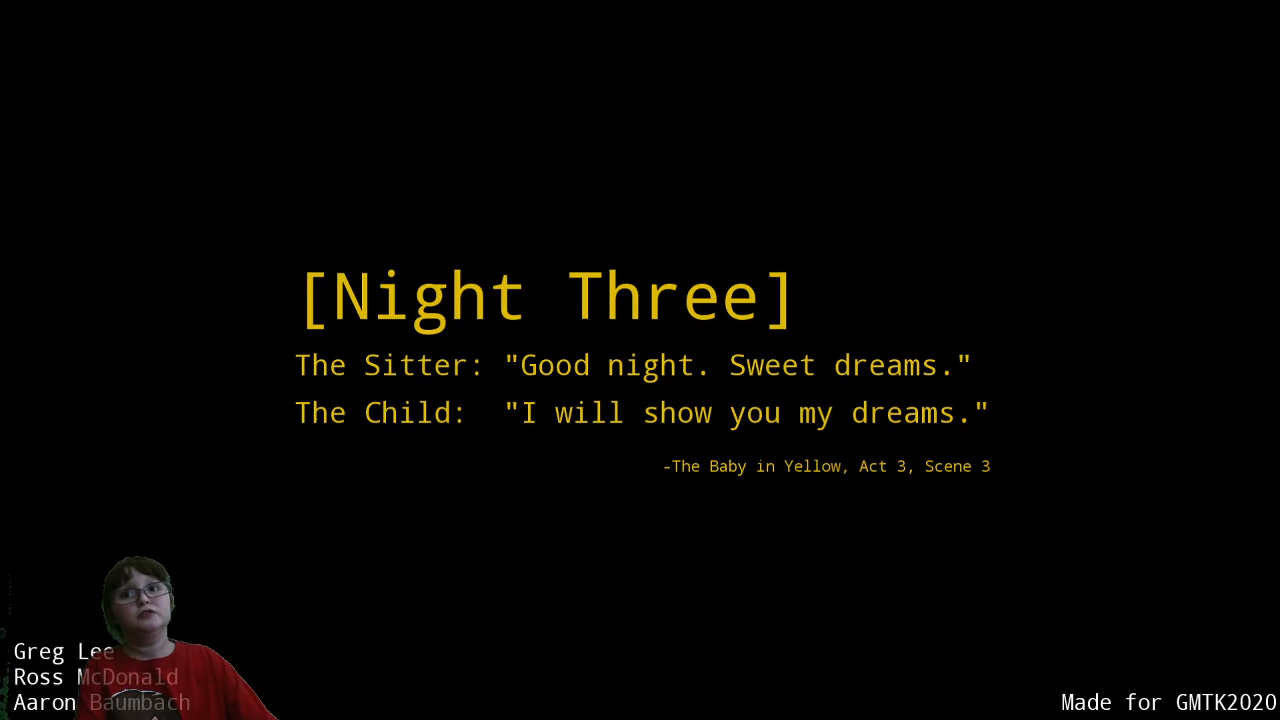 [Night Three]
The Sitter: "Good night. Sweet dreams."
The Child: "I will show you my dreams."
-The Baby in Yellow, Act 3, Scene 3
Greg Lee
Ross McDonald
Aaron Baumbach
Made for GMTK2020